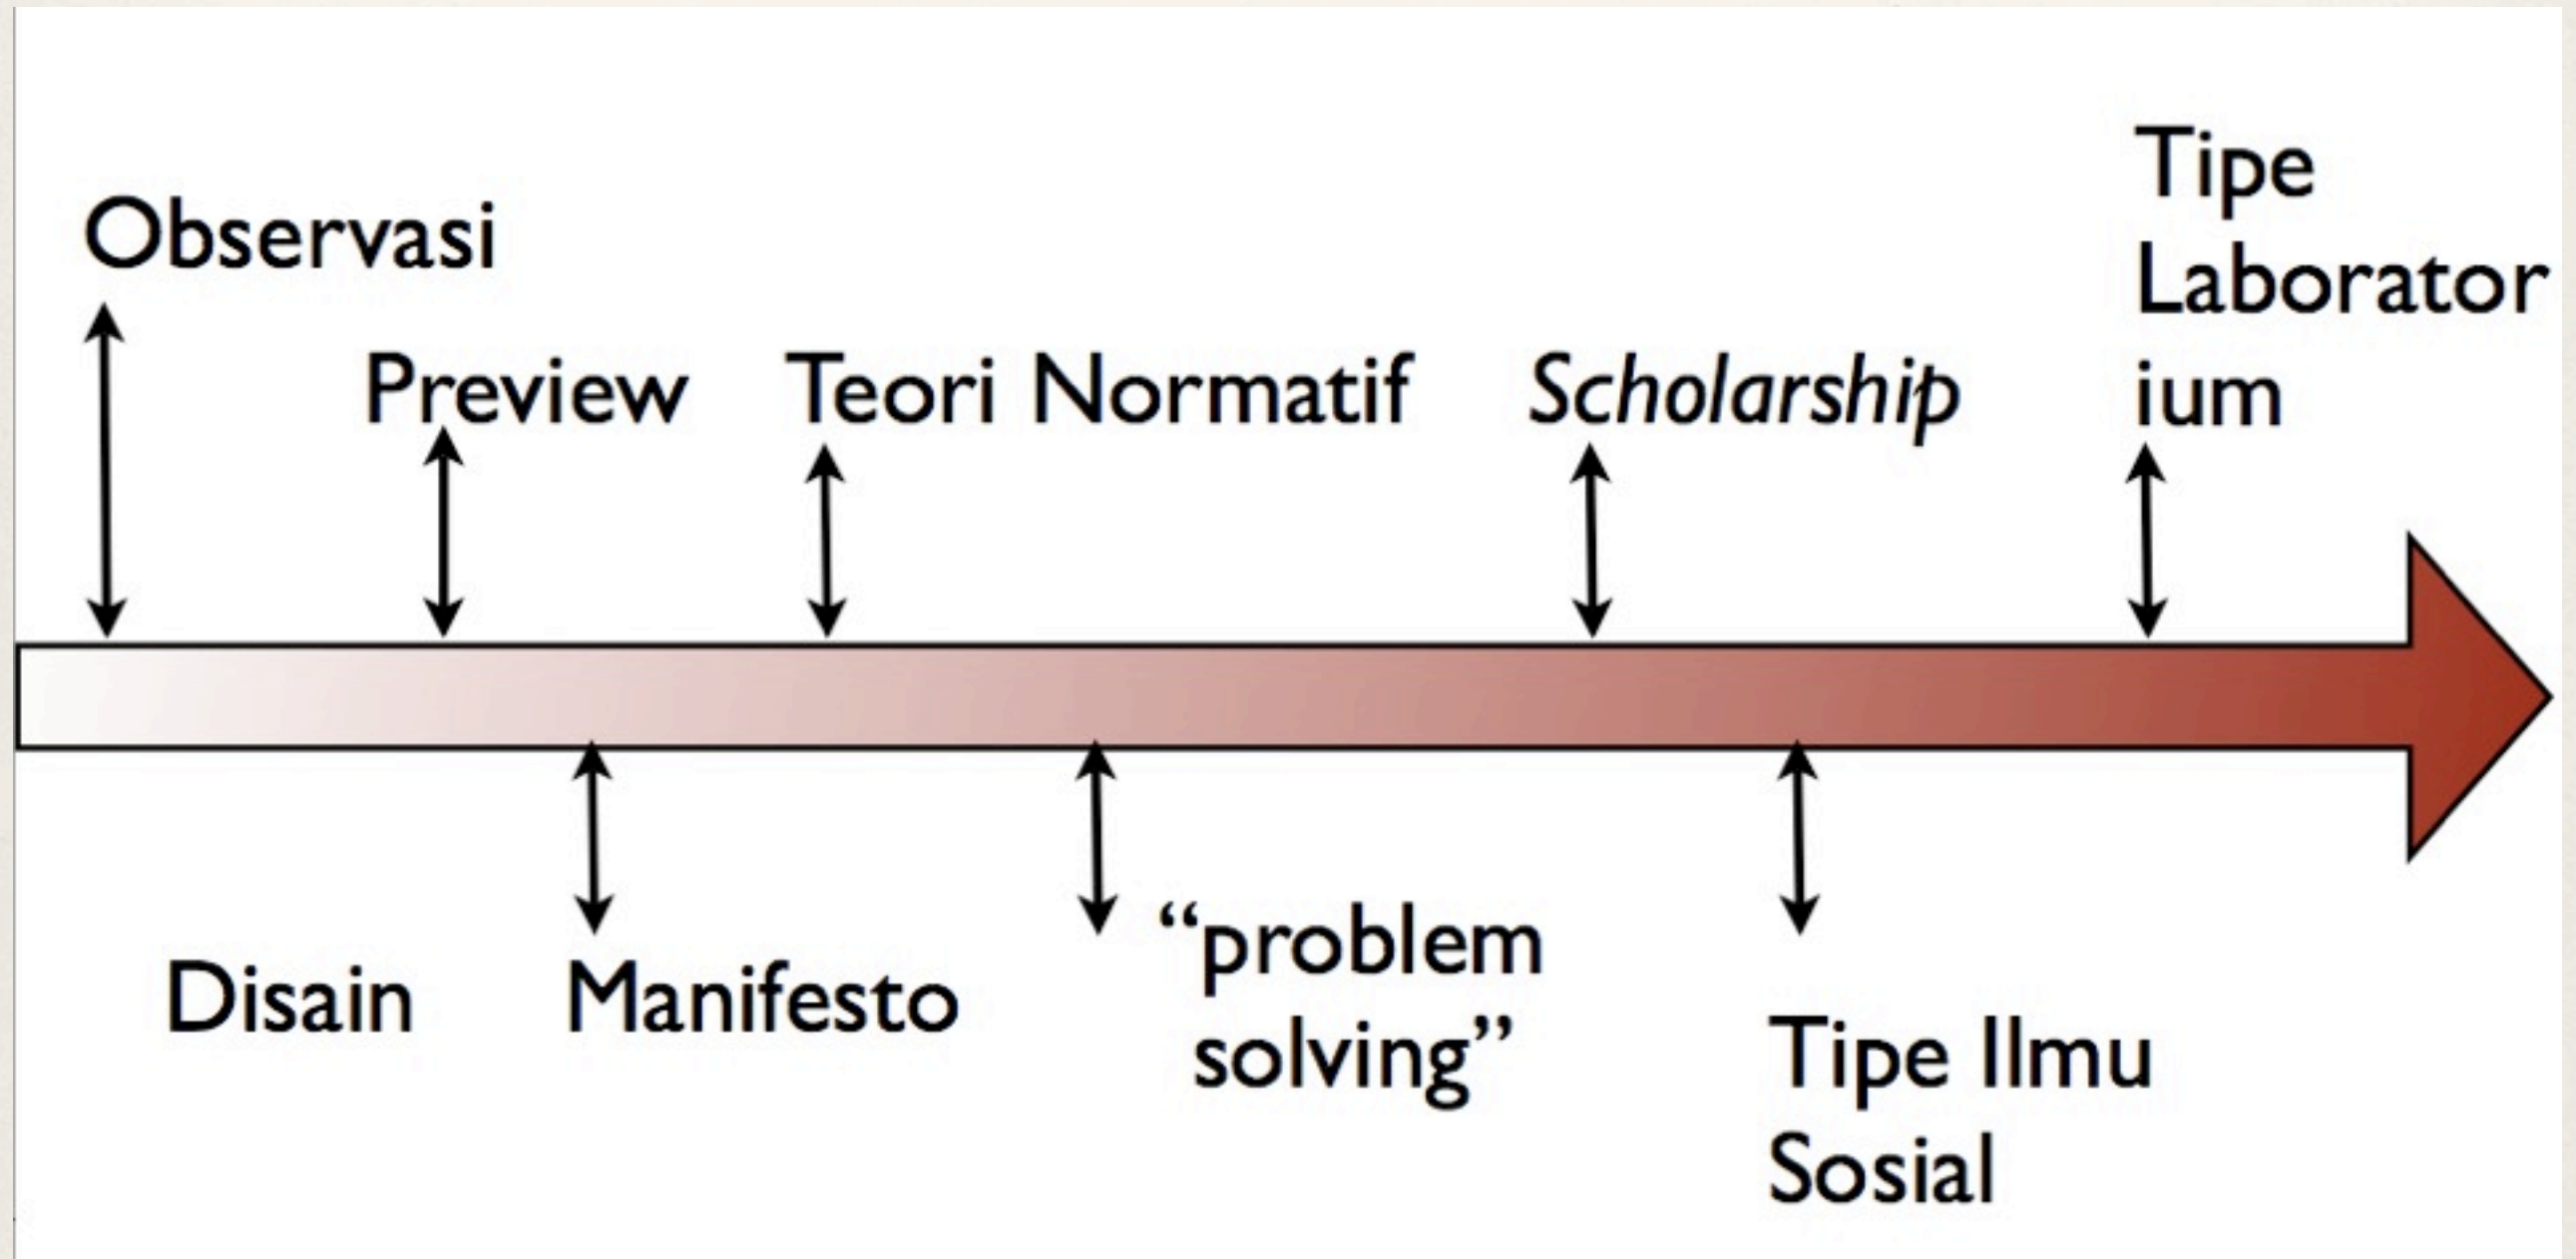 Observasi
Preview
Teori Normatif
Scholarship
Tipe
Laborator
ium
Disain
Manifesto
“problem
solving”
Tipe Ilmu
Sosial